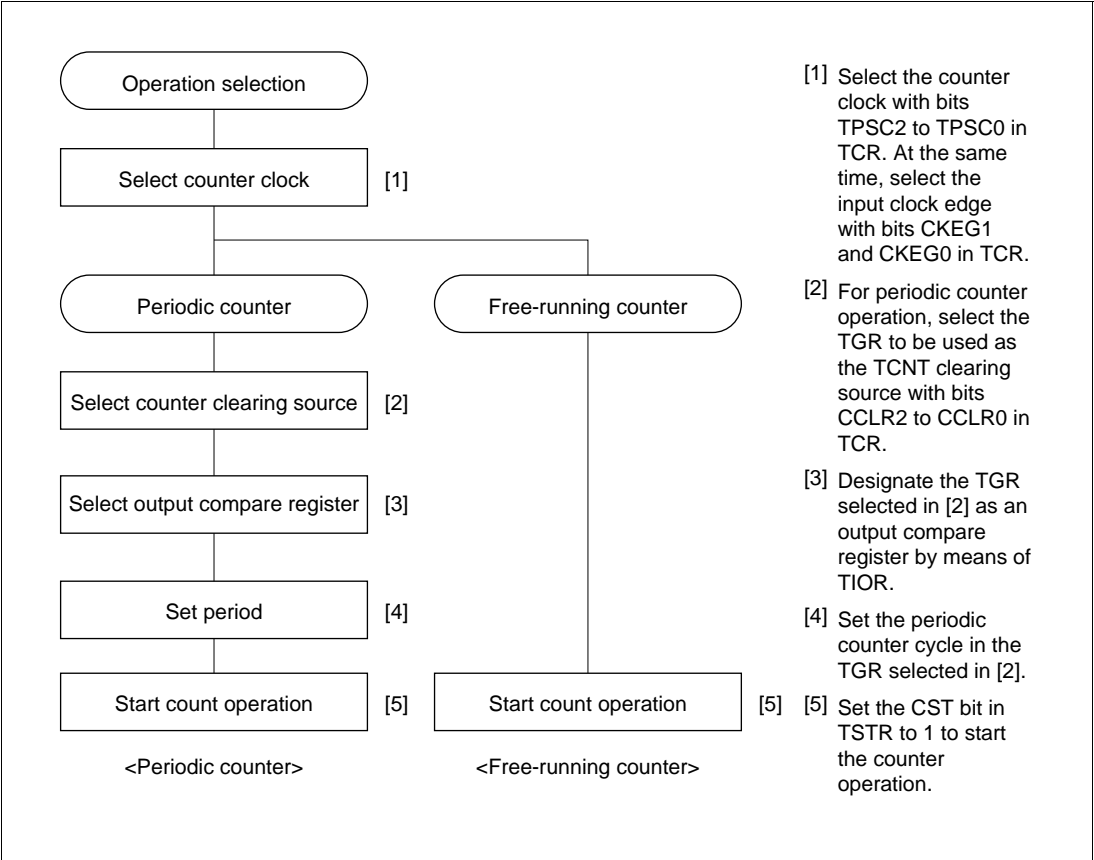 Operation selection
Select counter clock
[1]
Periodic counter
Free-running counter
Select counter clearing source
[2]
Select output compare register
[3]
Set period
[4]
Start count operation
[5]
Start count operation
[5]
<Periodic counter>
<Free-running counter>
[1] Select the counter
clock with bits
TPSC2 to TPSC0 in
TCR. At the same
time, select the
input clock edge
with bits CKEG1
and CKEG0 in TCR.
[2] For periodic counter
operation, select the
TGR to be used as
the TCNT clearing
source with bits
CCLR2 to CCLR0 in
TCR.
[3] Designate the TGR
selected in [2] as an
output compare
register by means of
TIOR.
[4] Set the periodic
counter cycle in the
TGR selected in [2].
[5] Set the CST bit in
TSTR to 1 to start
the counter
operation.